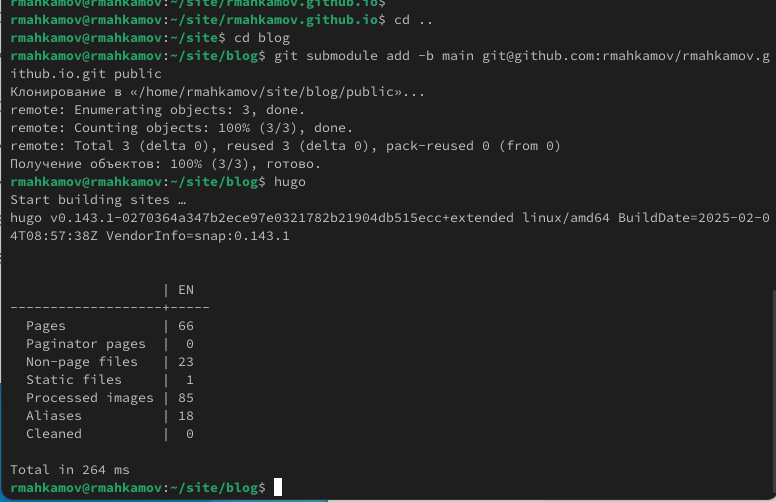 rmahkamov@rmahkamov:~/site/rmahkamov.github.io$
rmahkamov@rmahkamov:~/site/rmahkamov.github.io$ cd ..
rmahkamov@rmahkamov:~/site$ cd blog
rmahkamov@rmahkamov:~/site/blog$ git submodule add -b main git@github.com:rmahkamov/rmahkamov.g
ithub.io.git public
Клонирование в «/home/rmahkamov/site/blog/public»...
remote: Enumerating objects: 3, done.
remote: Counting objects: 100% (3/3), done.
remote: Total 3 (delta 0), reused 3 (delta 0), pack-reused 0 (from 0)
Получение объектов: 100% (3/3), готово.
rmahkamov@rmahkamov:~/site/blog$ hugo
Start building sites …
hugo v0.143.1-0270364a347b2ece97e0321782b21904db515ecc+extended linux/amd64 BuildDate=2025-02-0
4T08:57:38Z VendorInfo=snap:0.143.1
                   | EN
-------------------+-----
  Pages            | 66
  Paginator pages  |  0
  Non-page files   | 23
  Static files     |  1
  Processed images | 85
  Aliases          | 18
  Cleaned          |  0
Total in 264 ms
rmahkamov@rmahkamov:~/site/blog$